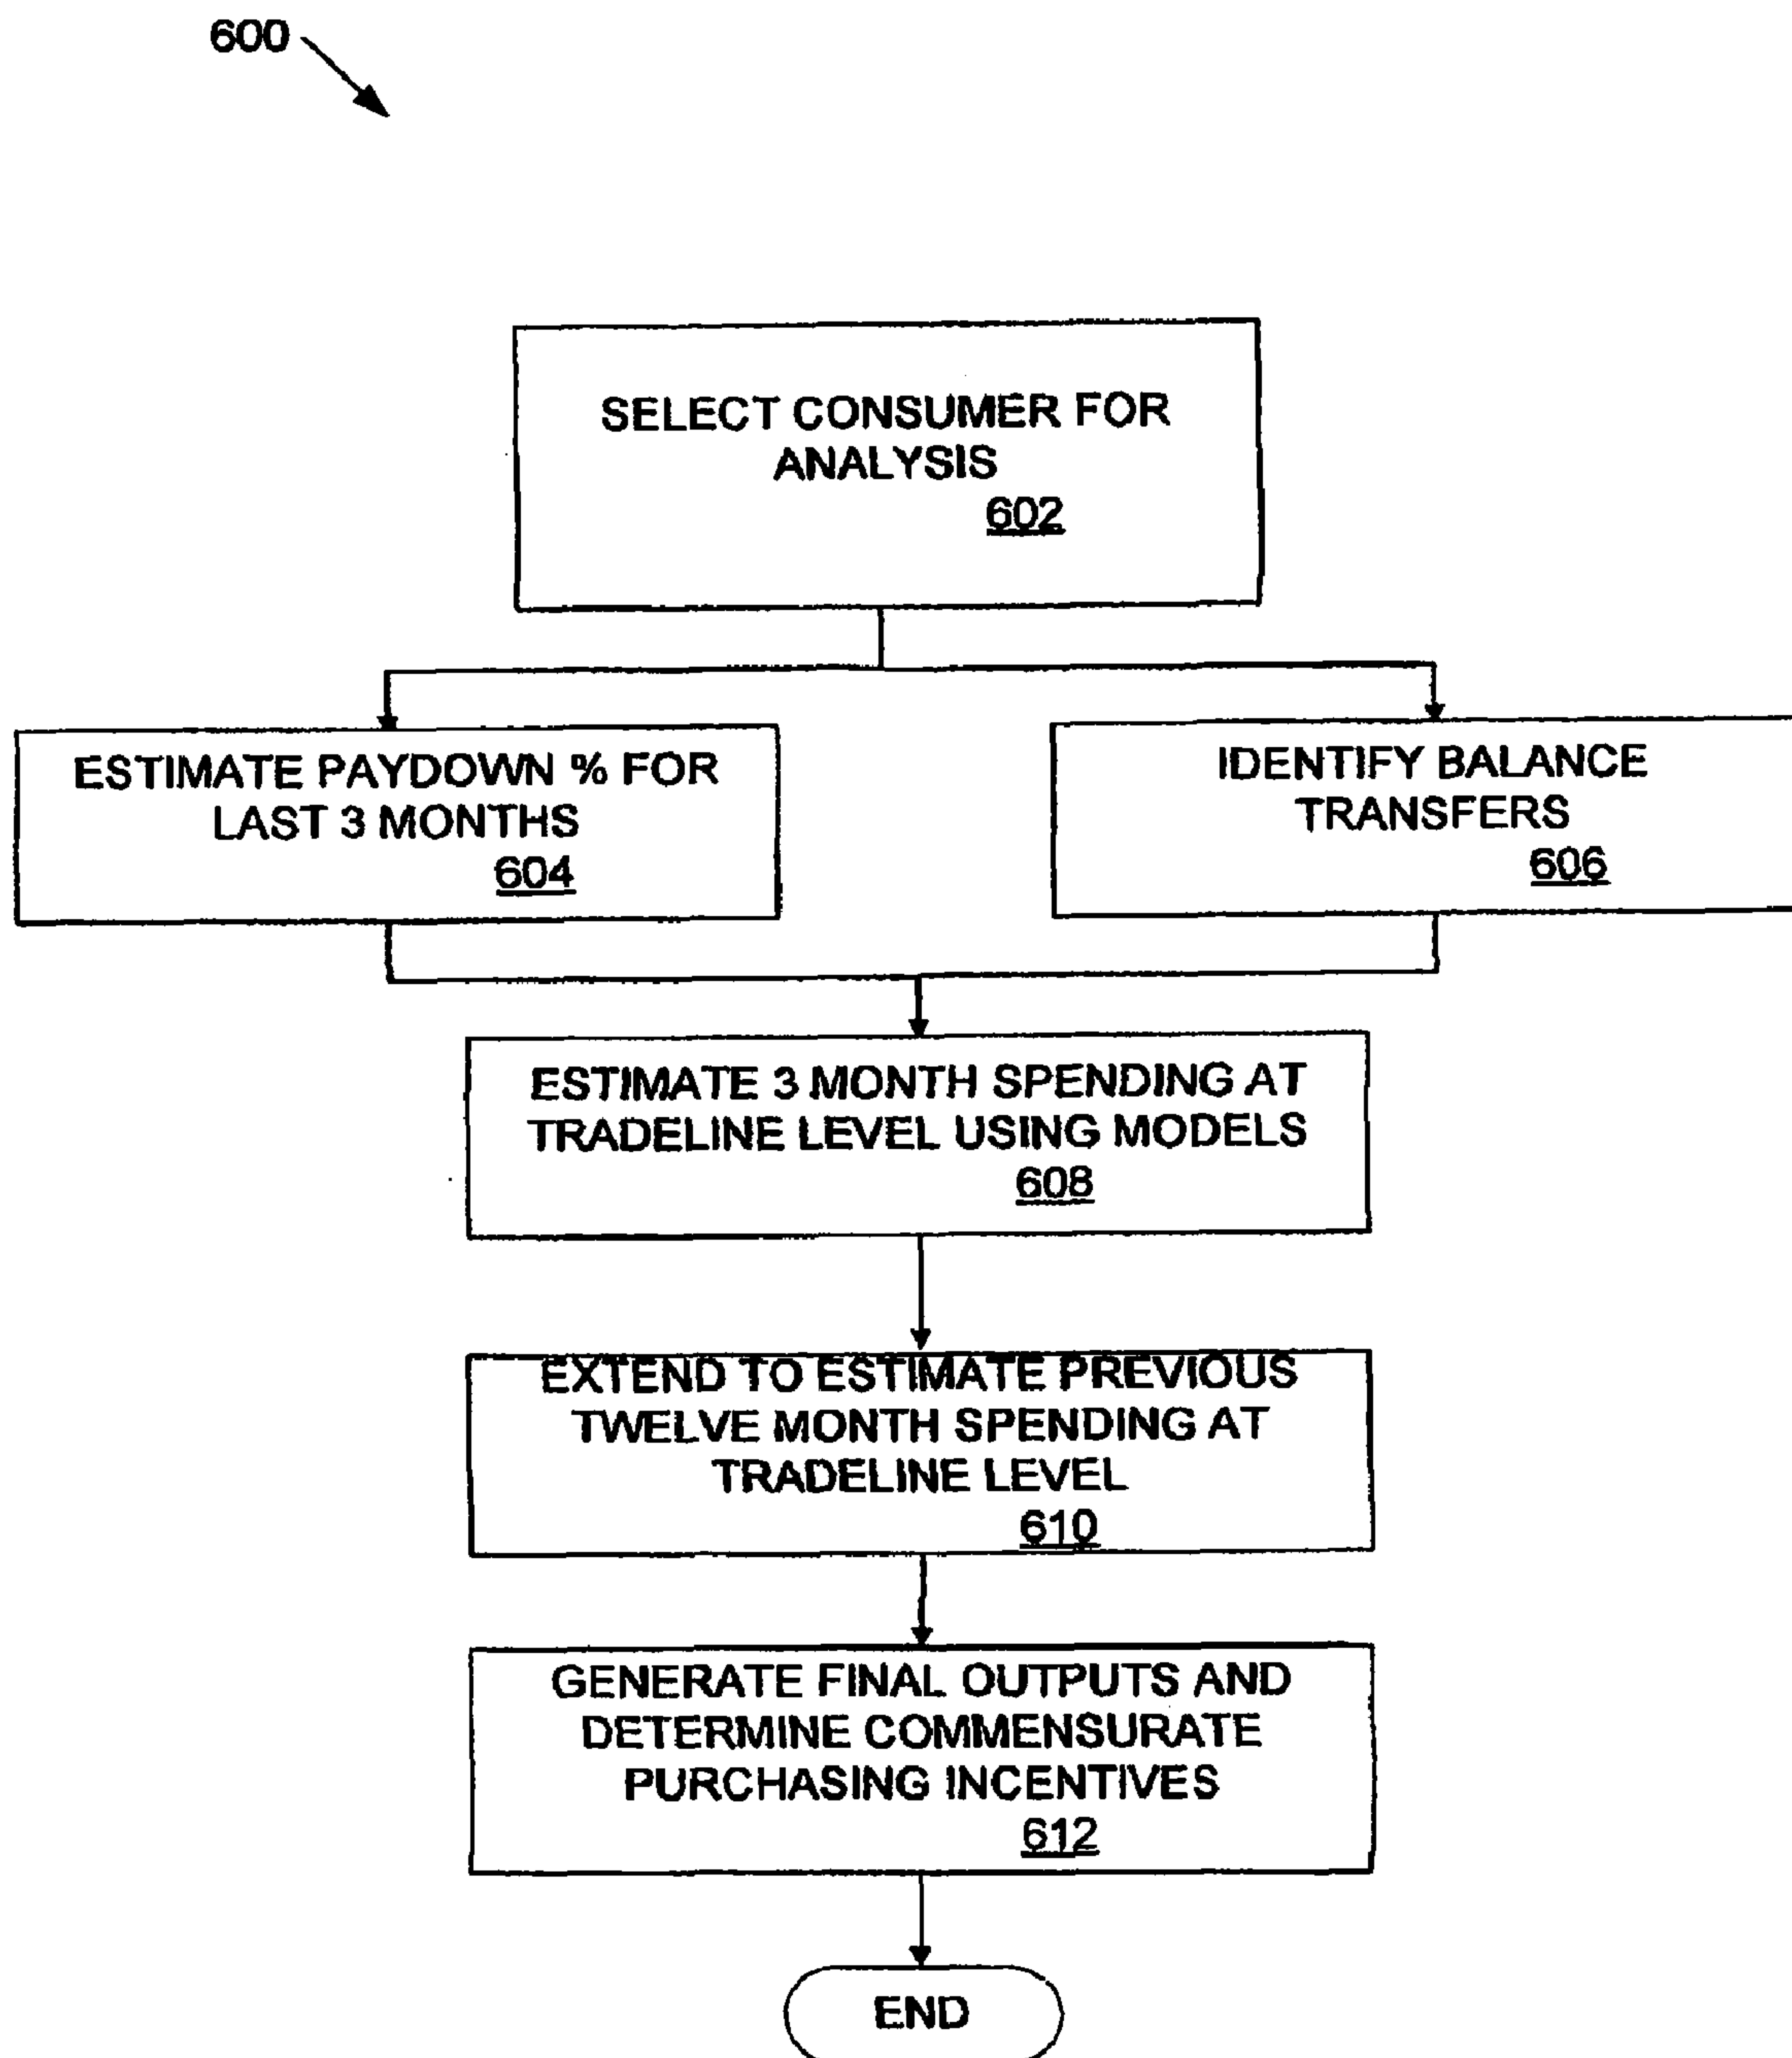 600
SELECT CONSUMER FOR
ANALYSIS
602
ESTIMATE PAYDOWN % FOR
LAST 3 MONTHS
604
IDENTIFY BALANCE
TRANSFERS
606
ESTIMATE 3 MONTH SPENDING AT
TRADELINE LEVEL USING MODELS
608
EXTEND TO ESTIMATE PREVIOUS
TWELVE MONTH SPENDING AT
TRADELINE LEVEL
610
GENERATE FINAL OUTPUTS AND
DETERMINE COMMENSURATE
PURCHASING INCENTIVES
612
END